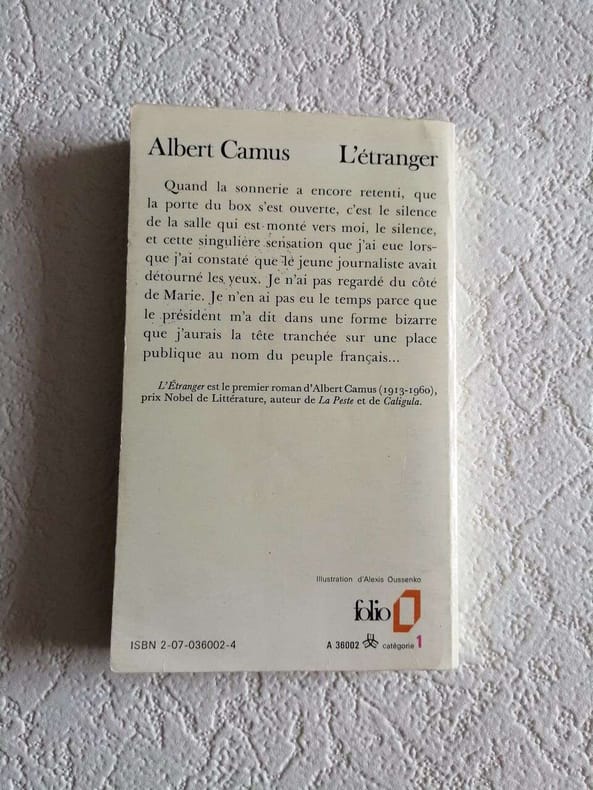 Albert Camus L'étranger
Quand la sonnerie a encore retenti, que
la porte du box s'est ouverte, c'est le silence
de la salle qui est monté vers moi, le silence,
et cette singulière sensation que j'ai eue lors-
que j'ai constaté que le jeune journaliste avait
détourné les yeux. Je n'ai pas regardé du côté
de Marie. Je n'en ai pas eu le temps parce que
le président m'a dit dans une forme bizarre
que j'aurais la tête tranchée sur une place
publique au nom du peuple français...
L'Étranger est le premier roman d'Albert Camus (1913-1960),
prix Nobel de Littérature, auteur de La Peste et de Caligula.
Illustration d'Alexis Oussenko
folio
ISBN 2-07-036002-4 A 36002 catégorie 1